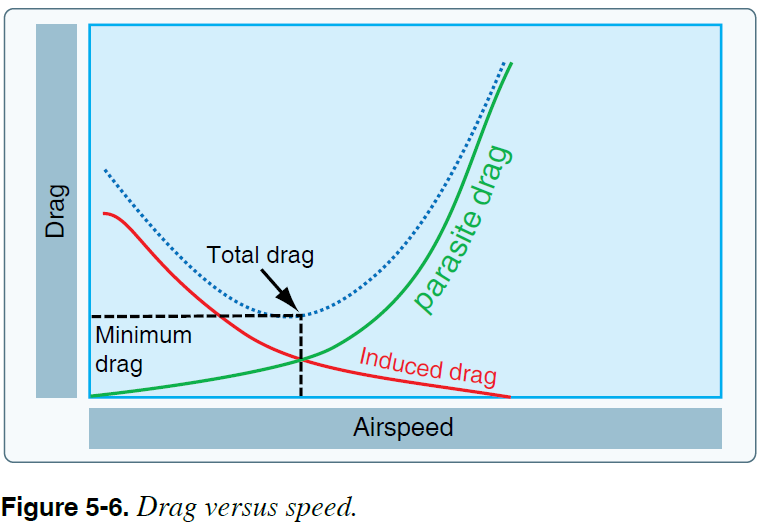 Drag
Total drag
Minimum
drag
parasite drag
Induced drag
Airspeed
Figure 5-6. Drag versus speed.